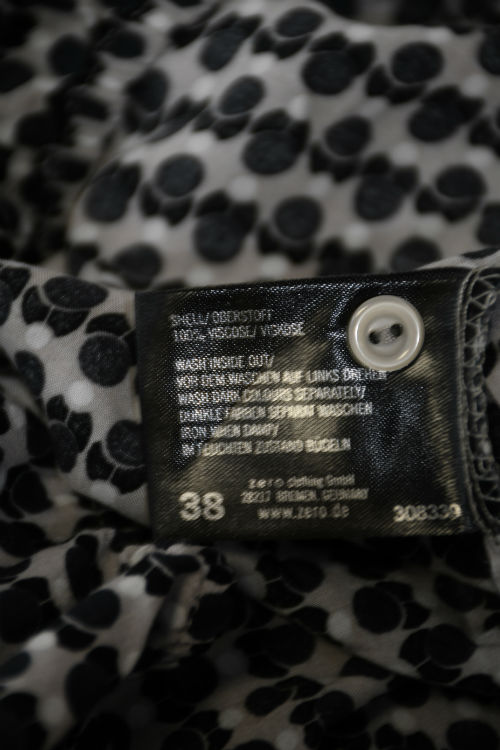 SHELL/ OBERSTOFF
100% VISCOSE/ VISKOSE
WASH INSIDE OUT/
VOR DEM WASCHEN AUF LINKS DREHEN
WASH DARK COLOURS SEPARATELY/
DUNKLE FARBEN SEPARAT WASCHEN
IRON WHEN DAMP/
IM FEUCHTEN ZUSTAND BÜGELN
zero clothing GmbH
28217 BREMEN, GERMANY
www.zero.de
38
308339